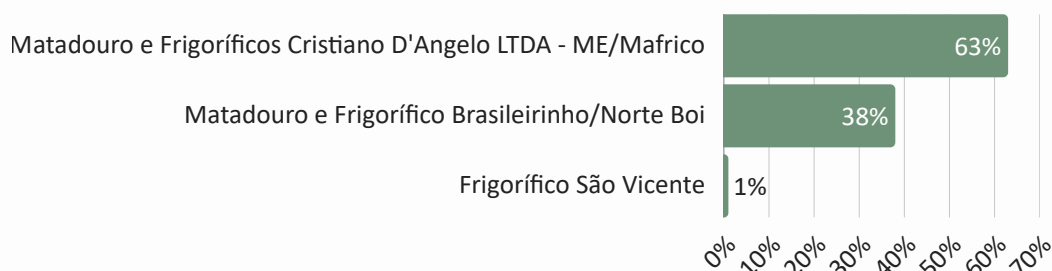 Matadouro e Frigoríficos Cristiano D'Angelo LTDA - ME/Mafrico 63%
Matadouro e Frigorífico Brasileirinho/Norte Boi 38%
Frigorífico São Vicente 1%
0% 10% 20% 30% 40% 50% 60% 70%